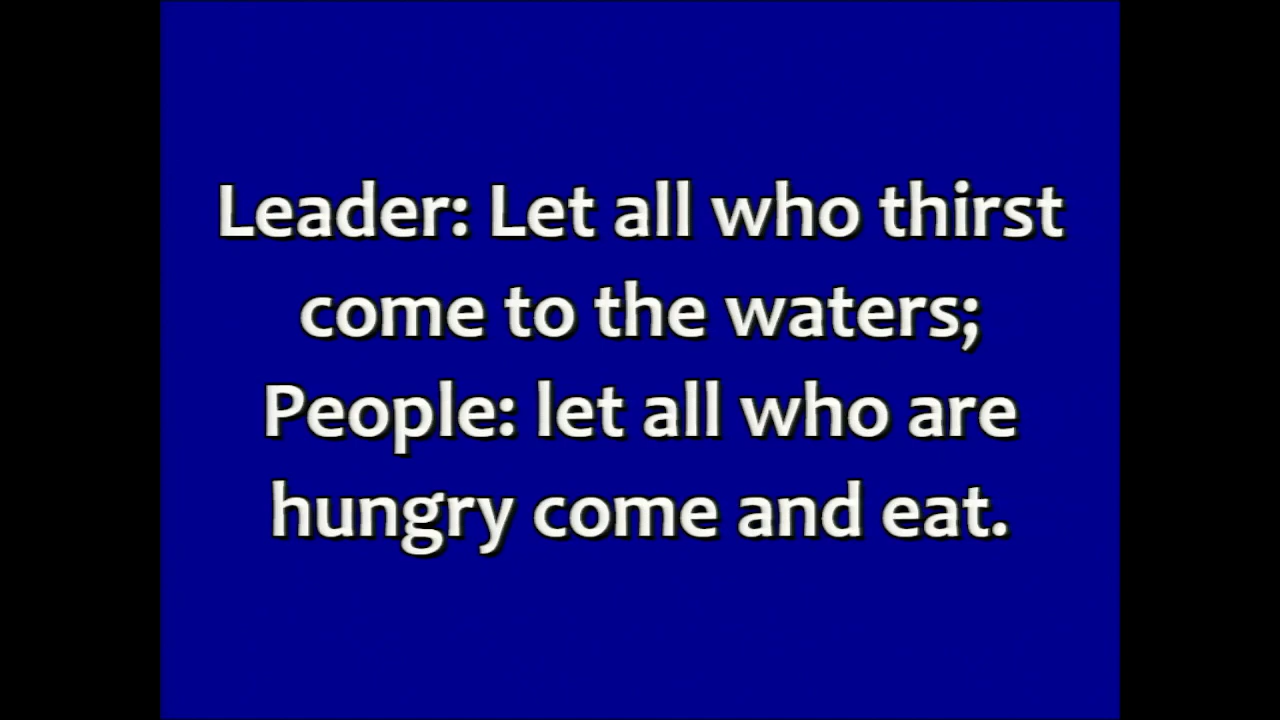 Leader: Let all who thirst
come to the waters;
People: let all who are
hungry come and eat.